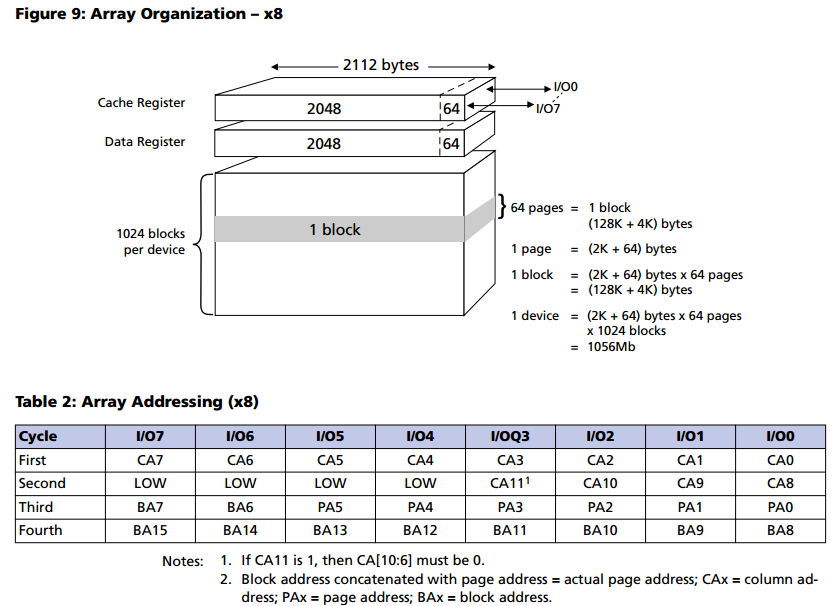 Figure 9: Array Organization – x8
2112 bytes
I/O0
I/O7
Cache Register
2048
64
Data Register
2048
64
1024 blocks
per device
1 block
64 pages = 1 block
(128K + 4K) bytes
1 page = (2K + 64) bytes
1 block = (2K + 64) bytes x 64 pages
= (128K + 4K) bytes
1 device = (2K + 64) bytes x 64 pages
x 1024 blocks
= 1056Mb
Table 2: Array Addressing (x8)
Cycle I/O7 I/O6 I/O5 I/O4 I/OQ3 I/O2 I/O1 I/O0
First CA7 CA6 CA5 CA4 CA3 CA2 CA1 CA0
Second LOW LOW LOW LOW CA11¹ CA10 CA9 CA8
Third BA7 BA6 PA5 PA4 PA3 PA2 PA1 PA0
Fourth BA15 BA14 BA13 BA12 BA11 BA10 BA9 BA8
Notes: 1. If CA11 is 1, then CA[10:6] must be 0.
2. Block address concatenated with page address = actual page address; CAx = column ad-
dress; PAx = page address; BAx = block address.